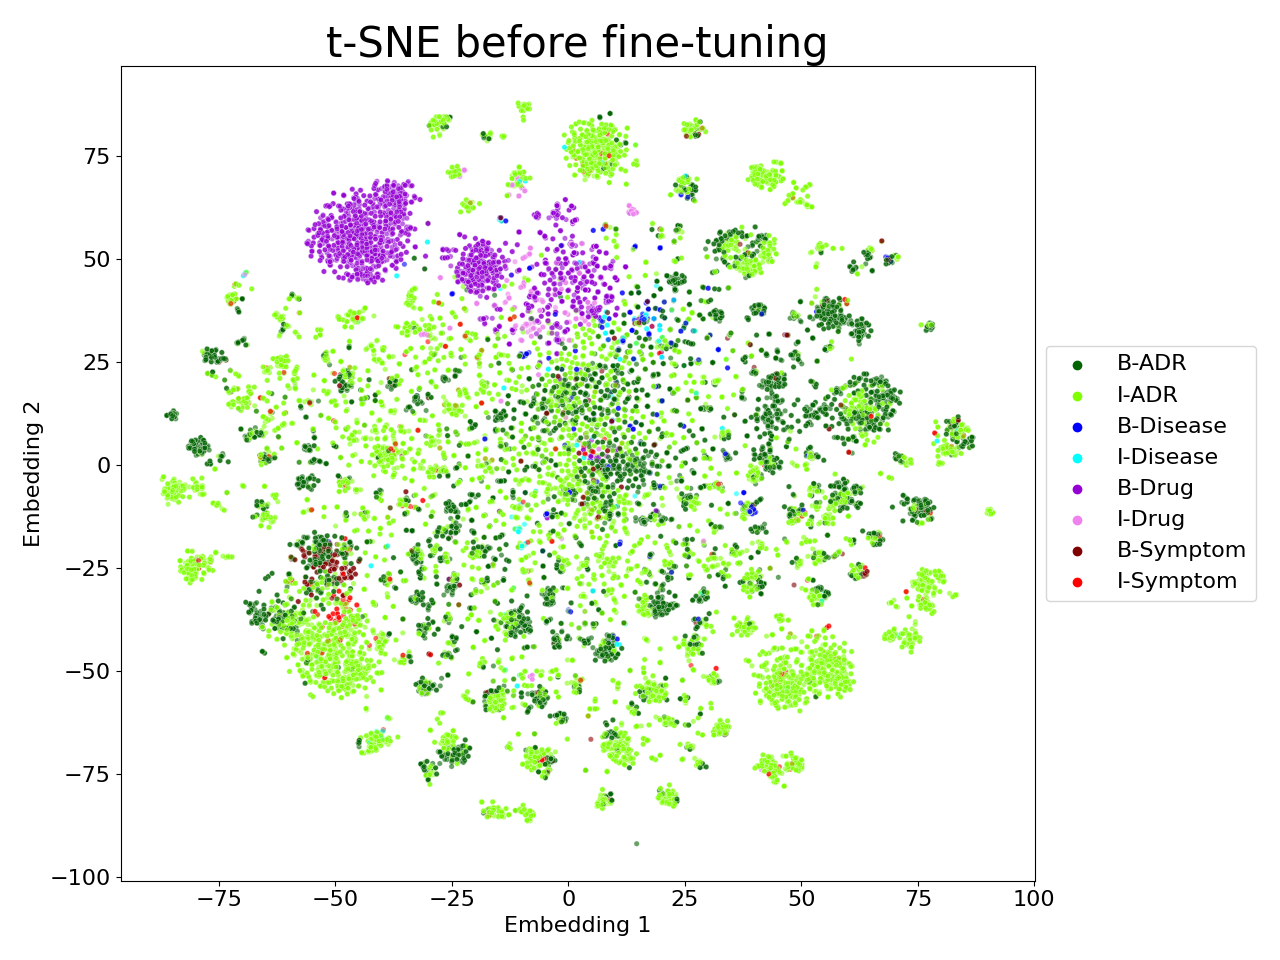 t-SNE before fine-tuning
75
50
25
0
−25
−50
−75
−100
Embedding 2
−75
−50
−25
0
25
50
75
100
Embedding 1
B-ADR
I-ADR
B-Disease
I-Disease
B-Drug
I-Drug
B-Symptom
I-Symptom